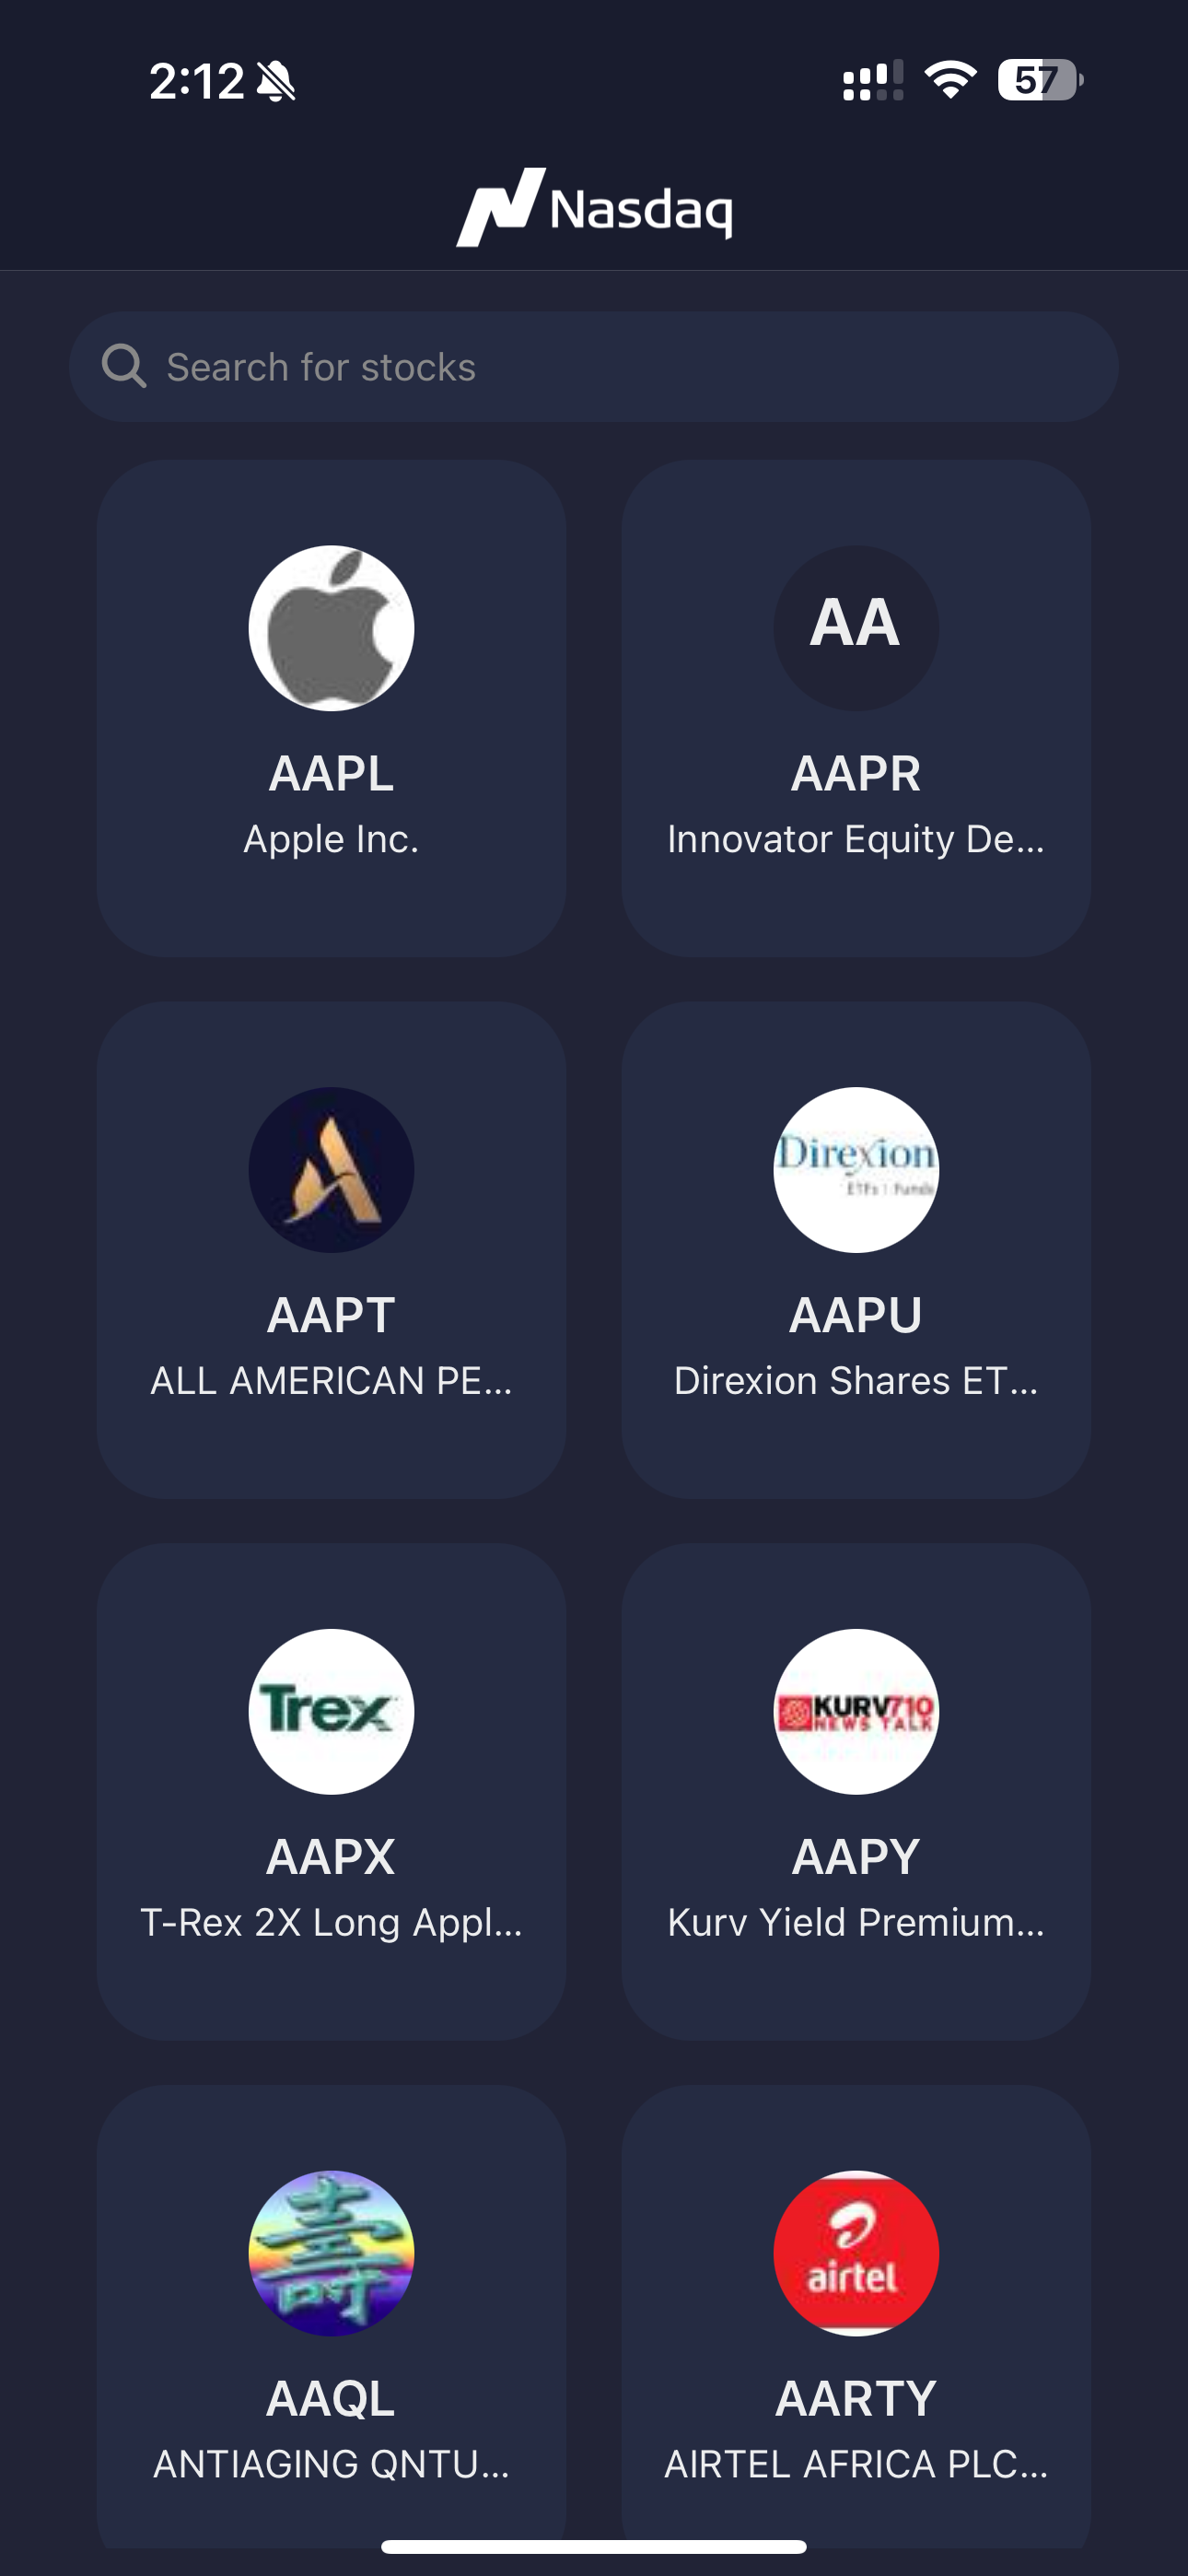 2:12
57
Nasdaq
Search for stocks
AAPL
Apple Inc.
AA
AAPR
Innovator Equity De...
AAPT
ALL AMERICAN PE...
Direxion
ETFs | Funds
AAPU
Direxion Shares ET...
Trex
AAPX
T-Rex 2X Long Appl...
KURV710
NEWS TALK
AAPY
Kurv Yield Premium...
壽
AAQL
ANTIAGING QNTU...
airtel
AARTY
AIRTEL AFRICA PLC...